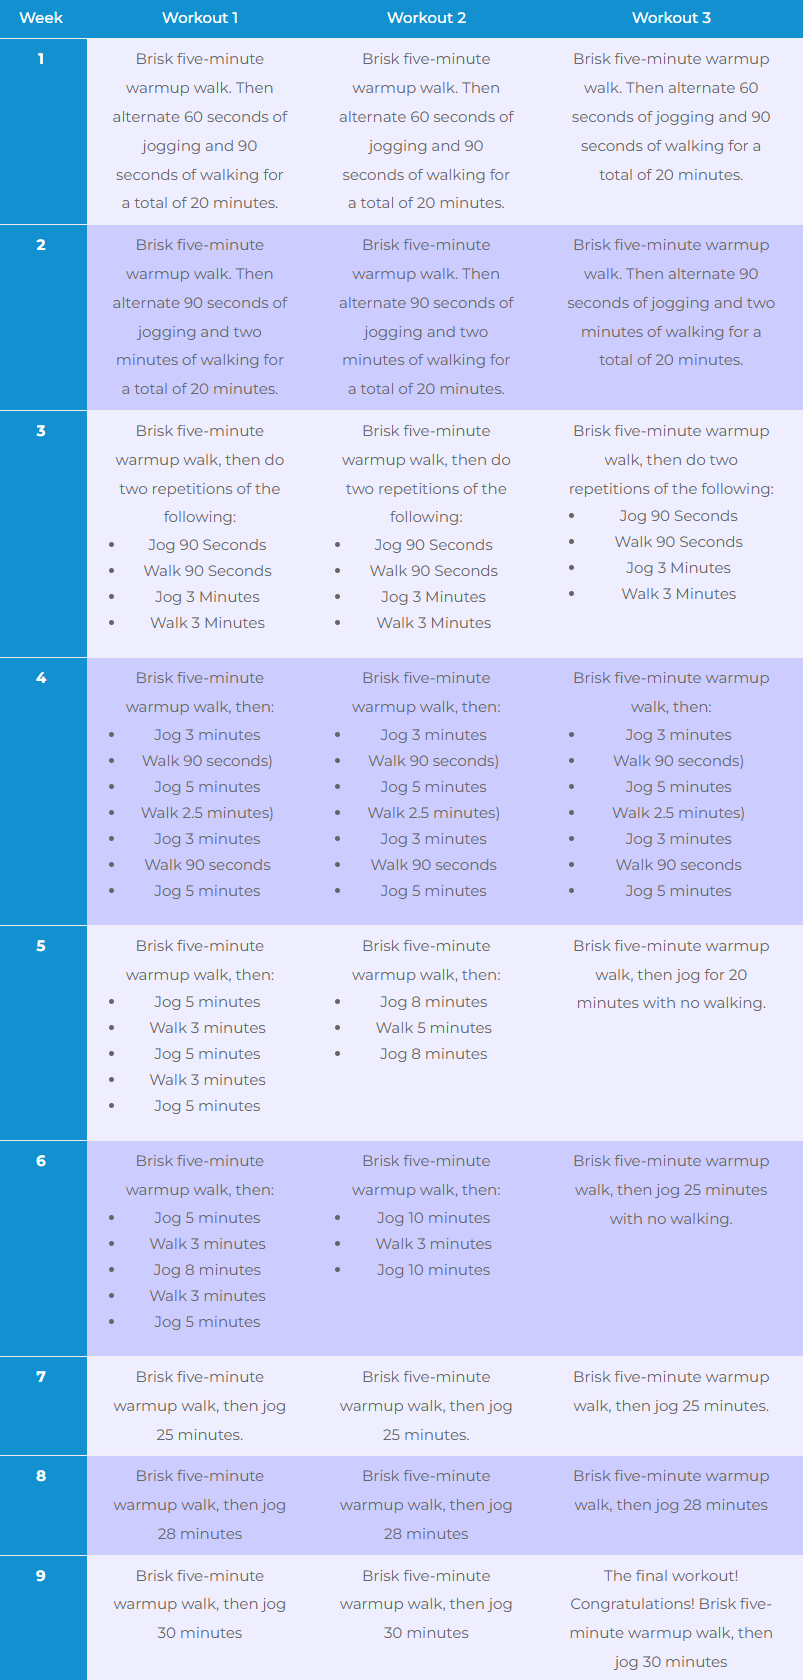 Week Workout 1 Workout 2 Workout 3
1
Brisk five-minute
warmup walk. Then
alternate 60 seconds of
jogging and 90
seconds of walking for
a total of 20 minutes.
Brisk five-minute
warmup walk. Then
alternate 60 seconds of
jogging and 90
seconds of walking for
a total of 20 minutes.
Brisk five-minute warmup
walk. Then alternate 60
seconds of jogging and 90
seconds of walking for a
total of 20 minutes.
2
Brisk five-minute
warmup walk. Then
alternate 90 seconds of
jogging and two
minutes of walking for
a total of 20 minutes.
Brisk five-minute
warmup walk. Then
alternate 90 seconds of
jogging and two
minutes of walking for
a total of 20 minutes.
Brisk five-minute warmup
walk. Then alternate 90
seconds of jogging and two
minutes of walking for a
total of 20 minutes.
3
Brisk five-minute
warmup walk, then do
two repetitions of the
following:
• Jog 90 Seconds
• Walk 90 Seconds
• Jog 3 Minutes
• Walk 3 Minutes
Brisk five-minute
warmup walk, then do
two repetitions of the
following:
• Jog 90 Seconds
• Walk 90 Seconds
• Jog 3 Minutes
• Walk 3 Minutes
Brisk five-minute warmup
walk, then do two
repetitions of the following:
• Jog 90 Seconds
• Walk 90 Seconds
• Jog 3 Minutes
• Walk 3 Minutes
4
Brisk five-minute
warmup walk, then:
• Jog 3 minutes
• Walk 90 seconds)
• Jog 5 minutes
• Walk 2.5 minutes)
• Jog 3 minutes
• Walk 90 seconds
• Jog 5 minutes
Brisk five-minute
warmup walk, then:
• Jog 3 minutes
• Walk 90 seconds)
• Jog 5 minutes
• Walk 2.5 minutes)
• Jog 3 minutes
• Walk 90 seconds
• Jog 5 minutes
Brisk five-minute warmup
walk, then:
• Jog 3 minutes
• Walk 90 seconds)
• Jog 5 minutes
• Walk 2.5 minutes)
• Jog 3 minutes
• Walk 90 seconds
• Jog 5 minutes
5
Brisk five-minute
warmup walk, then:
• Jog 5 minutes
• Walk 3 minutes
• Jog 5 minutes
• Walk 3 minutes
• Jog 5 minutes
Brisk five-minute
warmup walk, then:
• Jog 8 minutes
• Walk 5 minutes
• Jog 8 minutes
Brisk five-minute warmup
walk, then jog for 20
minutes with no walking.
6
Brisk five-minute
warmup walk, then:
• Jog 5 minutes
• Walk 3 minutes
• Jog 8 minutes
• Walk 3 minutes
• Jog 5 minutes
Brisk five-minute
warmup walk, then:
• Jog 10 minutes
• Walk 3 minutes
• Jog 10 minutes
Brisk five-minute warmup
walk, then jog 25 minutes
with no walking.
7
Brisk five-minute
warmup walk, then jog
25 minutes.
Brisk five-minute
warmup walk, then jog
25 minutes.
Brisk five-minute warmup
walk, then jog 25 minutes.
8
Brisk five-minute
warmup walk, then jog
28 minutes
Brisk five-minute
warmup walk, then jog
28 minutes
Brisk five-minute warmup
walk, then jog 28 minutes
9
Brisk five-minute
warmup walk, then jog
30 minutes
Brisk five-minute
warmup walk, then jog
30 minutes
The final workout!
Congratulations! Brisk five-
minute warmup walk, then
jog 30 minutes